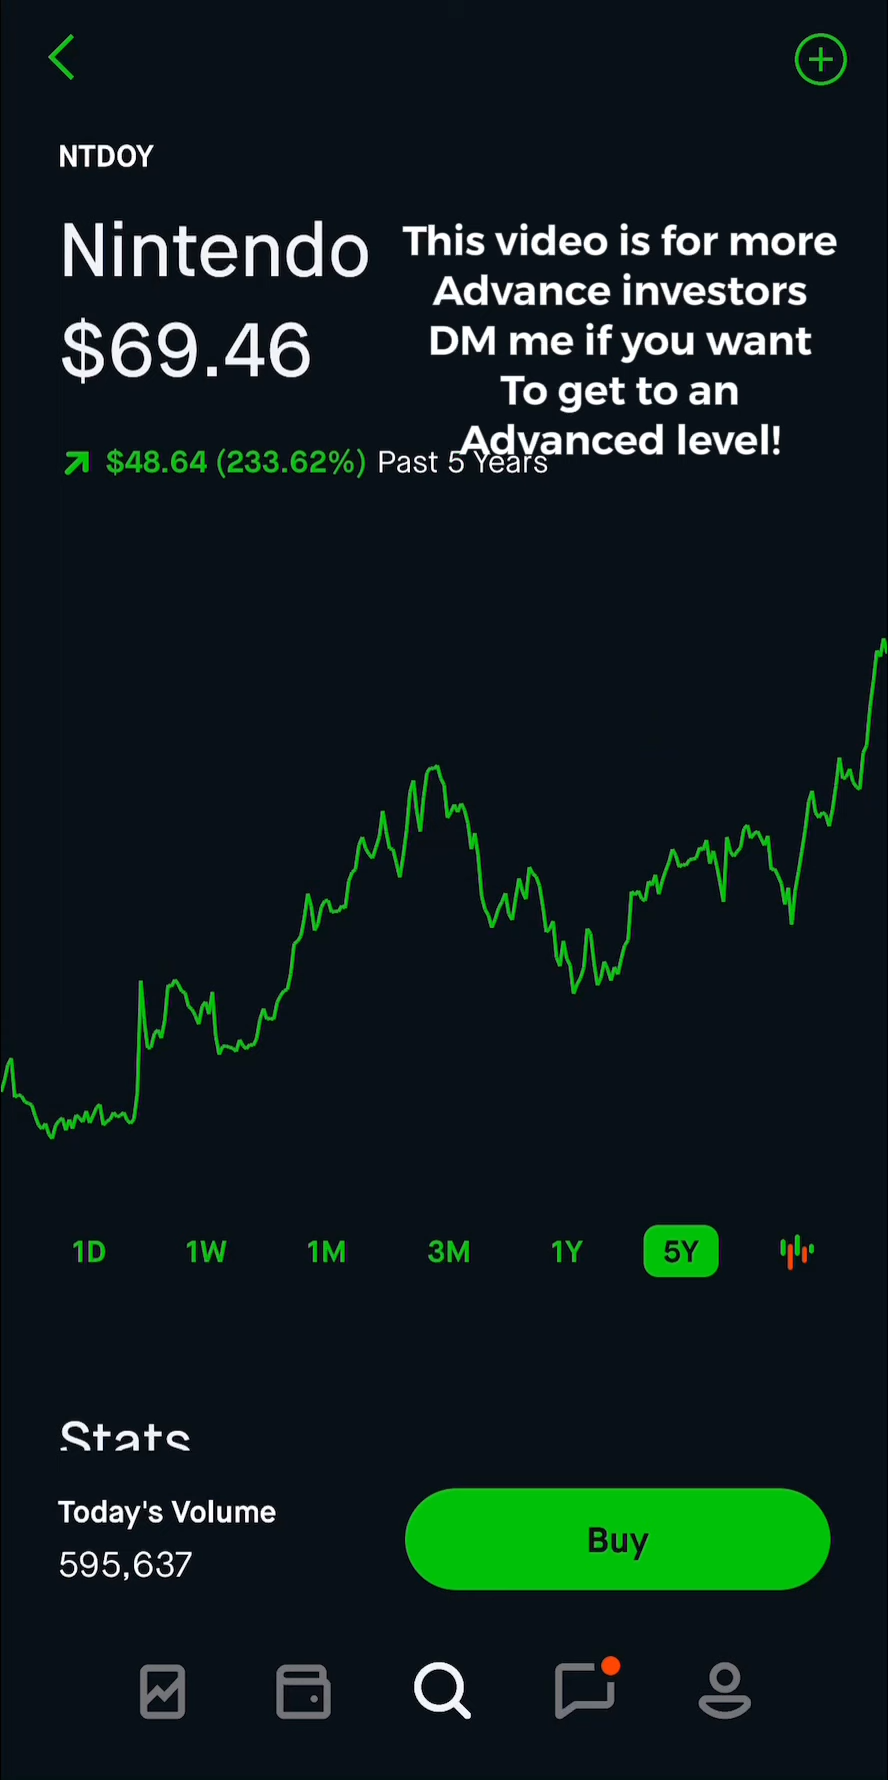 NTDOY
Nintendo
$69.46
This video is for more
Advance investors
DM me if you want
To get to an
Advanced level!
$48.64 (233.62%) Past 5 Years
1D 1W 1M 3M 1Y 5Y
Stats
Today's Volume
595,637
Buy